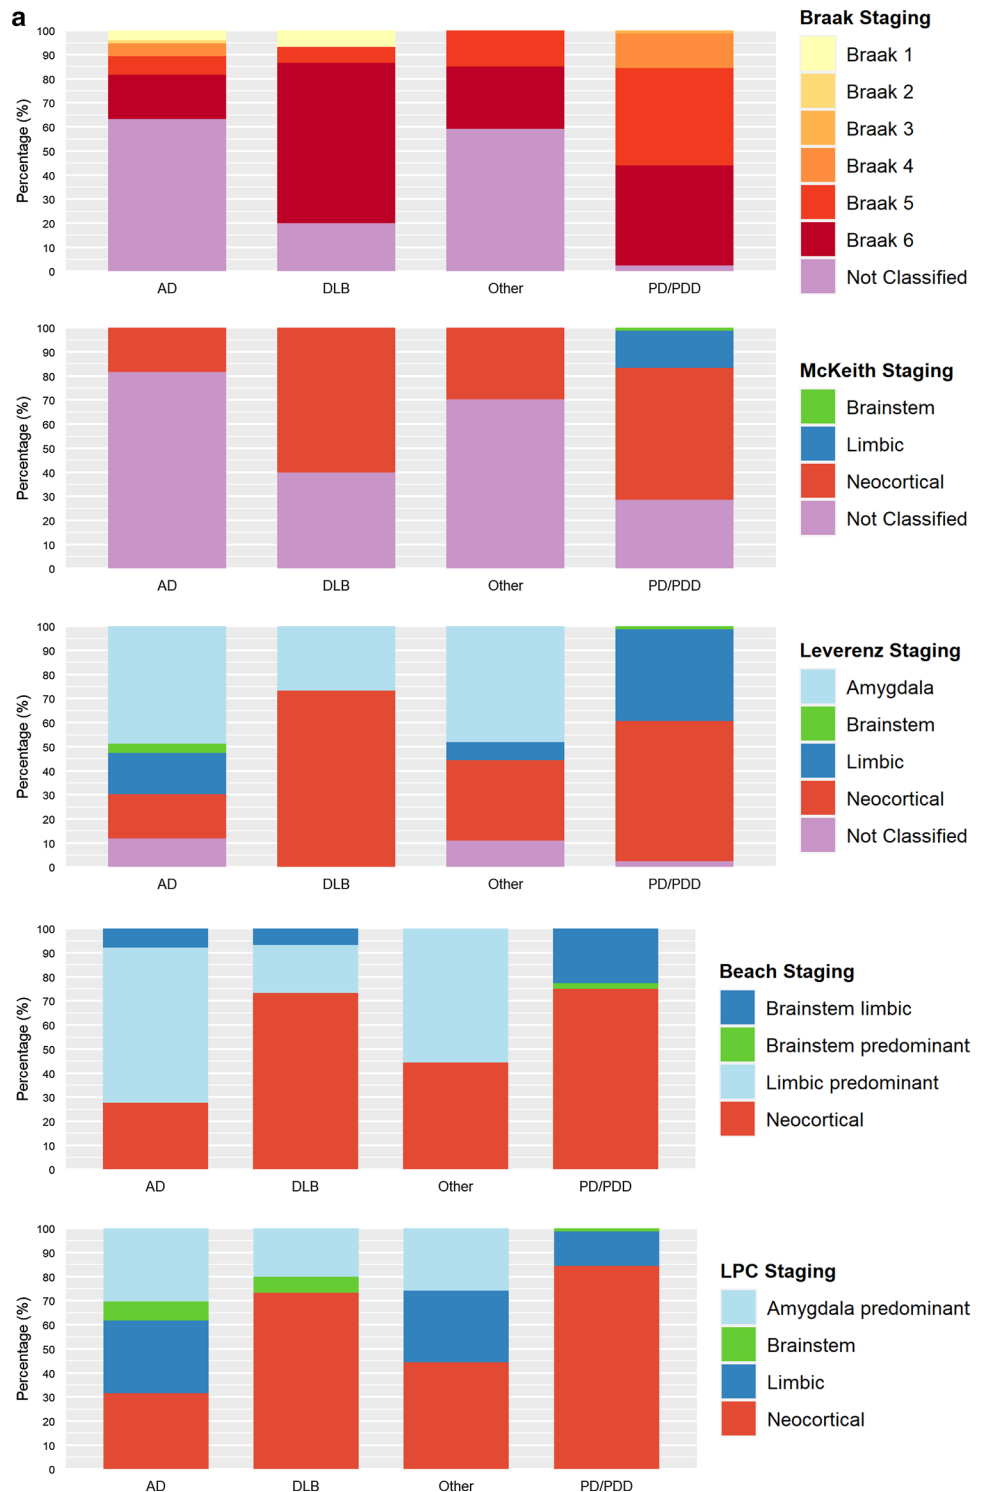 a
Braak Staging
Percentage (%)
100
90
80
70
60
50
40
30
20
10
0
AD DLB Other PD/PDD
Braak 1
Braak 2
Braak 3
Braak 4
Braak 5
Braak 6
Not Classified
Percentage (%)
100
90
80
70
60
50
40
30
20
10
0
AD DLB Other PD/PDD
McKeith Staging
Brainstem
Limbic
Neocortical
Not Classified
Percentage (%)
100
90
80
70
60
50
40
30
20
10
0
AD DLB Other PD/PDD
Leverenz Staging
Amygdala
Brainstem
Limbic
Neocortical
Not Classified
Percentage (%)
100
90
80
70
60
50
40
30
20
10
0
AD DLB Other PD/PDD
Beach Staging
Brainstem limbic
Brainstem predominant
Limbic predominant
Neocortical
Percentage (%)
100
90
80
70
60
50
40
30
20
10
0
AD DLB Other PD/PDD
LPC Staging
Amygdala predominant
Brainstem
Limbic
Neocortical